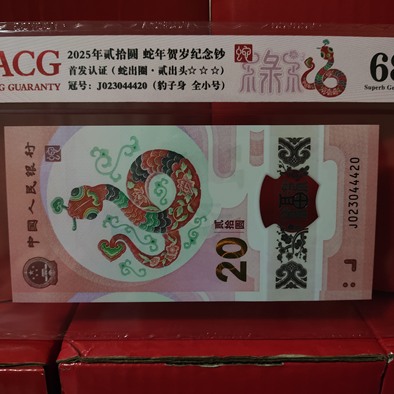 ACG
NG GUARANTY
2025年贰拾圆 蛇年贺岁纪念钞
首发认证（蛇出圈·贰出头☆☆☆）
冠号：J023044420（豹子身 全小号）
68
Superb Ge
中国人民银行
贰拾圆
20
J023044420